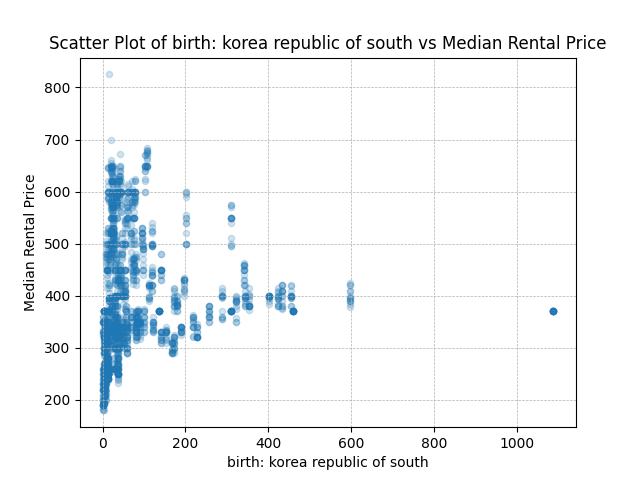 Scatter Plot of birth: korea republic of south vs Median Rental Price
Median Rental Price
800
700
600
500
400
300
200
0 200 400 600 800 1000
birth: korea republic of south